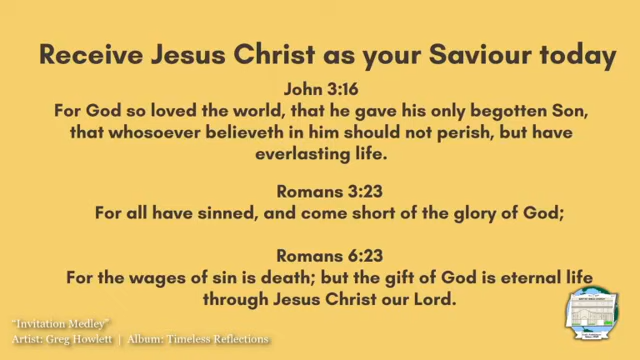 Receive Jesus Christ as your Saviour today
John 3:16
For God so loved the world, that he gave his only begotten Son,
that whosoever believeth in him should not perish, but have
everlasting life.
Romans 3:23
For all have sinned, and come short of the glory of God;
Romans 6:23
For the wages of sin is death; but the gift of God is eternal life
through Jesus Christ our Lord.
"Invitation Medley"
Artist: Greg Howlett | Album: Timeless Reflections